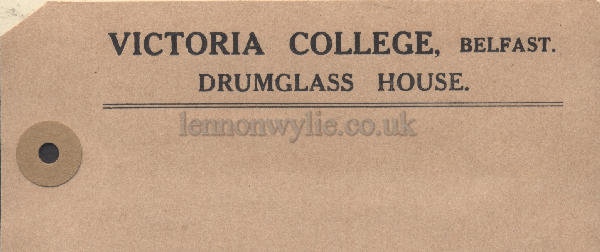 VICTORIA COLLEGE, BELFAST.
DRUMGLASS HOUSE.
lennonwylie.co.uk